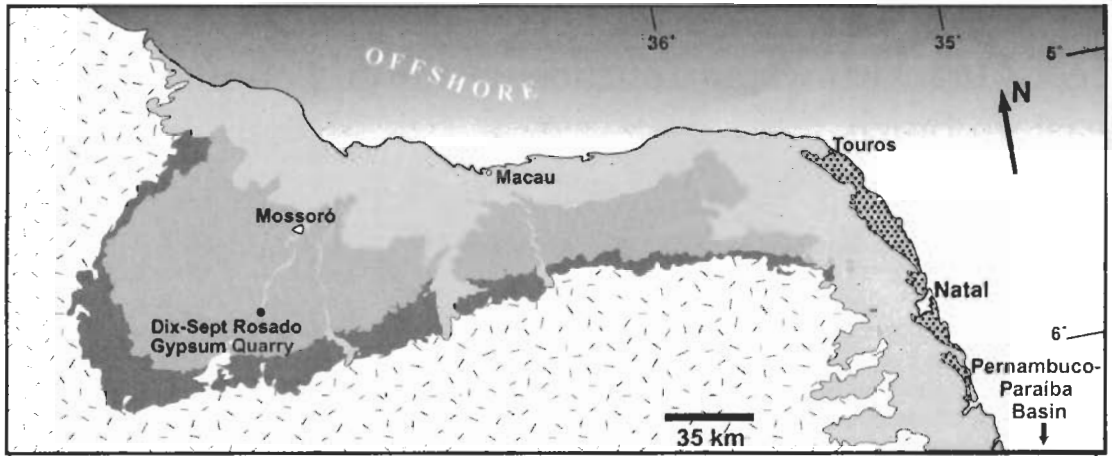 36°
35°
5°
OFFSHORE
N
Touros
Macau
Mossoró
Natal
Dix-Sept Rosado
Gypsum Quarry
6°
Pernambuco-
Paraíba
Basin
35 km